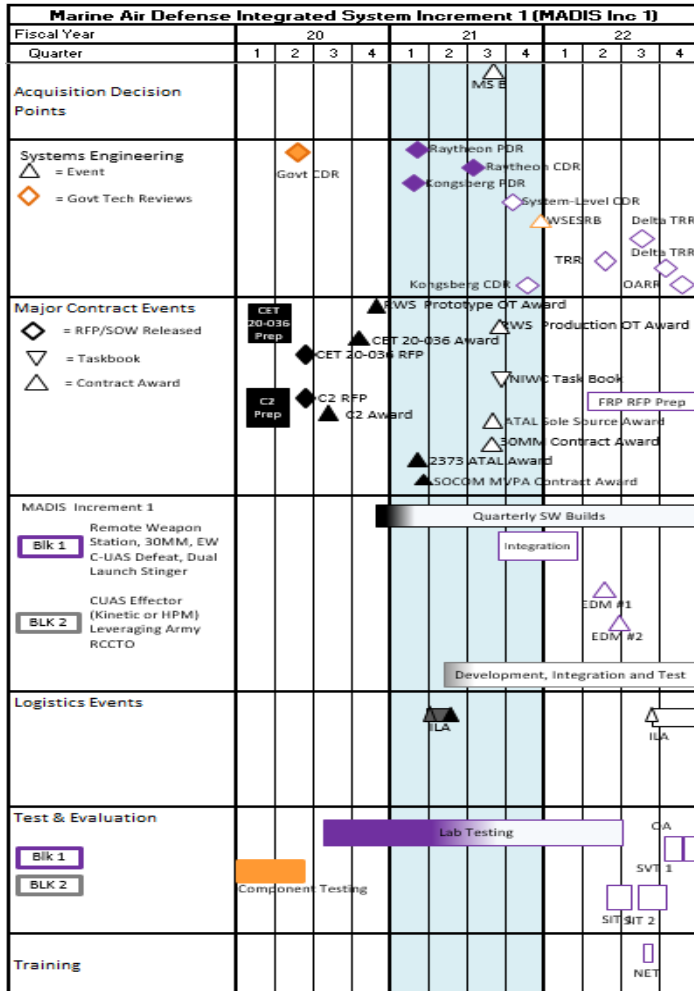 Marine Air Defense Integrated System Increment 1 (MADIS Inc 1)
Fiscal Year 20 21 22
Quarter 1 2 3 4 1 2 3 4 1 2 3 4
Acquisition Decision
Points
MS B
Systems Engineering
= Event
= Govt Tech Reviews
Govt CDR
Raytheon PDR
Raytheon CDR
Kongsberg PDR
System-Level CDR
WSESRB
Delta TRR
TRR
Delta TRR
Kongsberg CDR
OARR
Major Contract Events
= RFP/SOW Released
= Taskbook
= Contract Award
CET
20-036
Prep
RWS Prototype OT Award
RWS Production OT Award
CET 20-036 Award
CET 20-036 RFP
NIWC Task Book
C2
Prep
C2 RFP
FRP RFP Prep
C2 Award
ATAL Sole Source Award
30MM Contract Award
2373 ATAL Award
SOCOM MVPA Contract Award
MADIS Increment 1
Blk 1
Remote Weapon
Station, 30MM, EW
C-UAS Defeat, Dual
Launch Stinger
BLK 2
CUAS Effector
(Kinetic or HPM)
Leveraging Army
RCCTO
Quarterly SW Builds
Integration
EDM #1
EDM #2
Development, Integration and Test
Logistics Events
ILA
ILA
Test & Evaluation
Blk 1
BLK 2
Lab Testing
OA
SVT 1
Component Testing
SIT 1
SIT 2
Training
NET